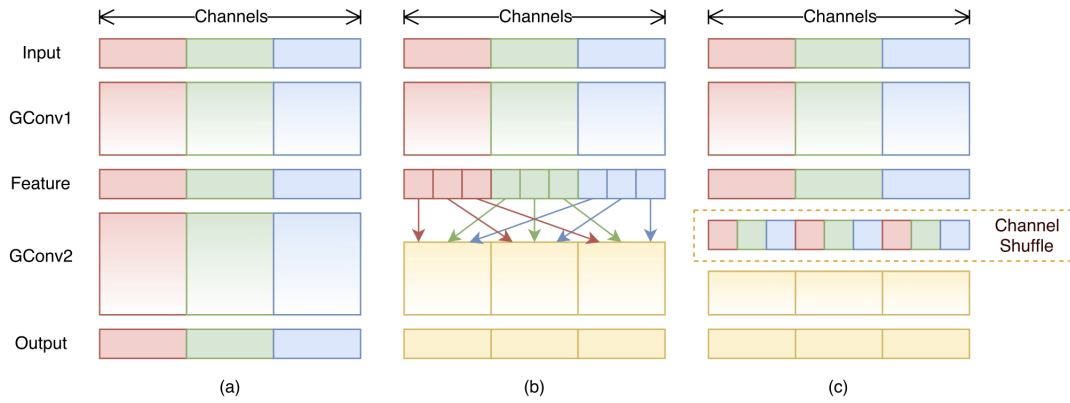 Channels
Channels
Channels
Input
GConv1
Feature
GConv2
Channel
Shuffle
Output
(a)
(b)
(c)